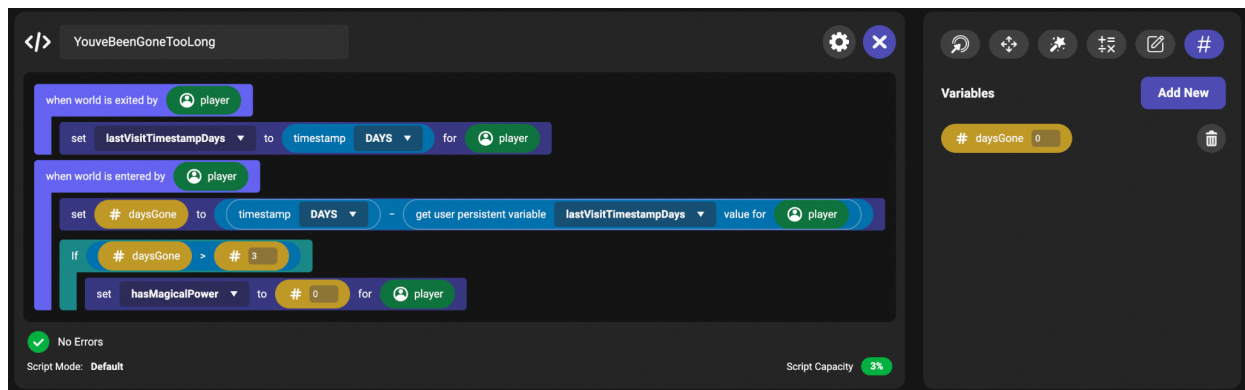 </> YouveBeenGoneTooLong
when world is exited by player
set lastVisitTimestampDays ▼ to timestamp DAYS ▼ for player
when world is entered by player
set # daysGone to timestamp DAYS ▼ - get user persistent variable lastVisitTimestampDays ▼ value for player
If # daysGone > # 3
set hasMagicalPower ▼ to # 0 for player
No Errors
Script Mode: Default
Script Capacity 3%
#
Variables
Add New
# daysGone 0